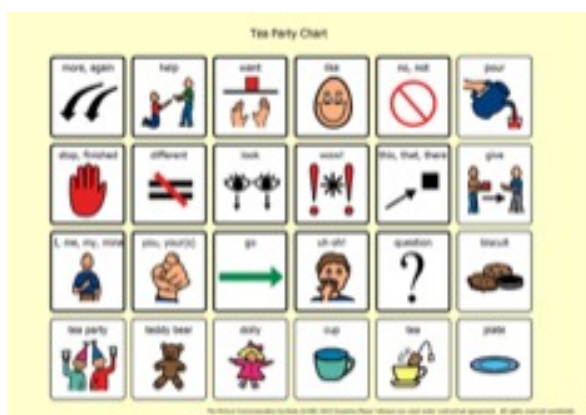 Tea Party Chart
more, again help want like no, not pour
stop, finished different look wow! this, that, there give
I, me, my, mine you, your(s) go uh oh! question biscuit
tea party teddy bear dolly cup tea plate